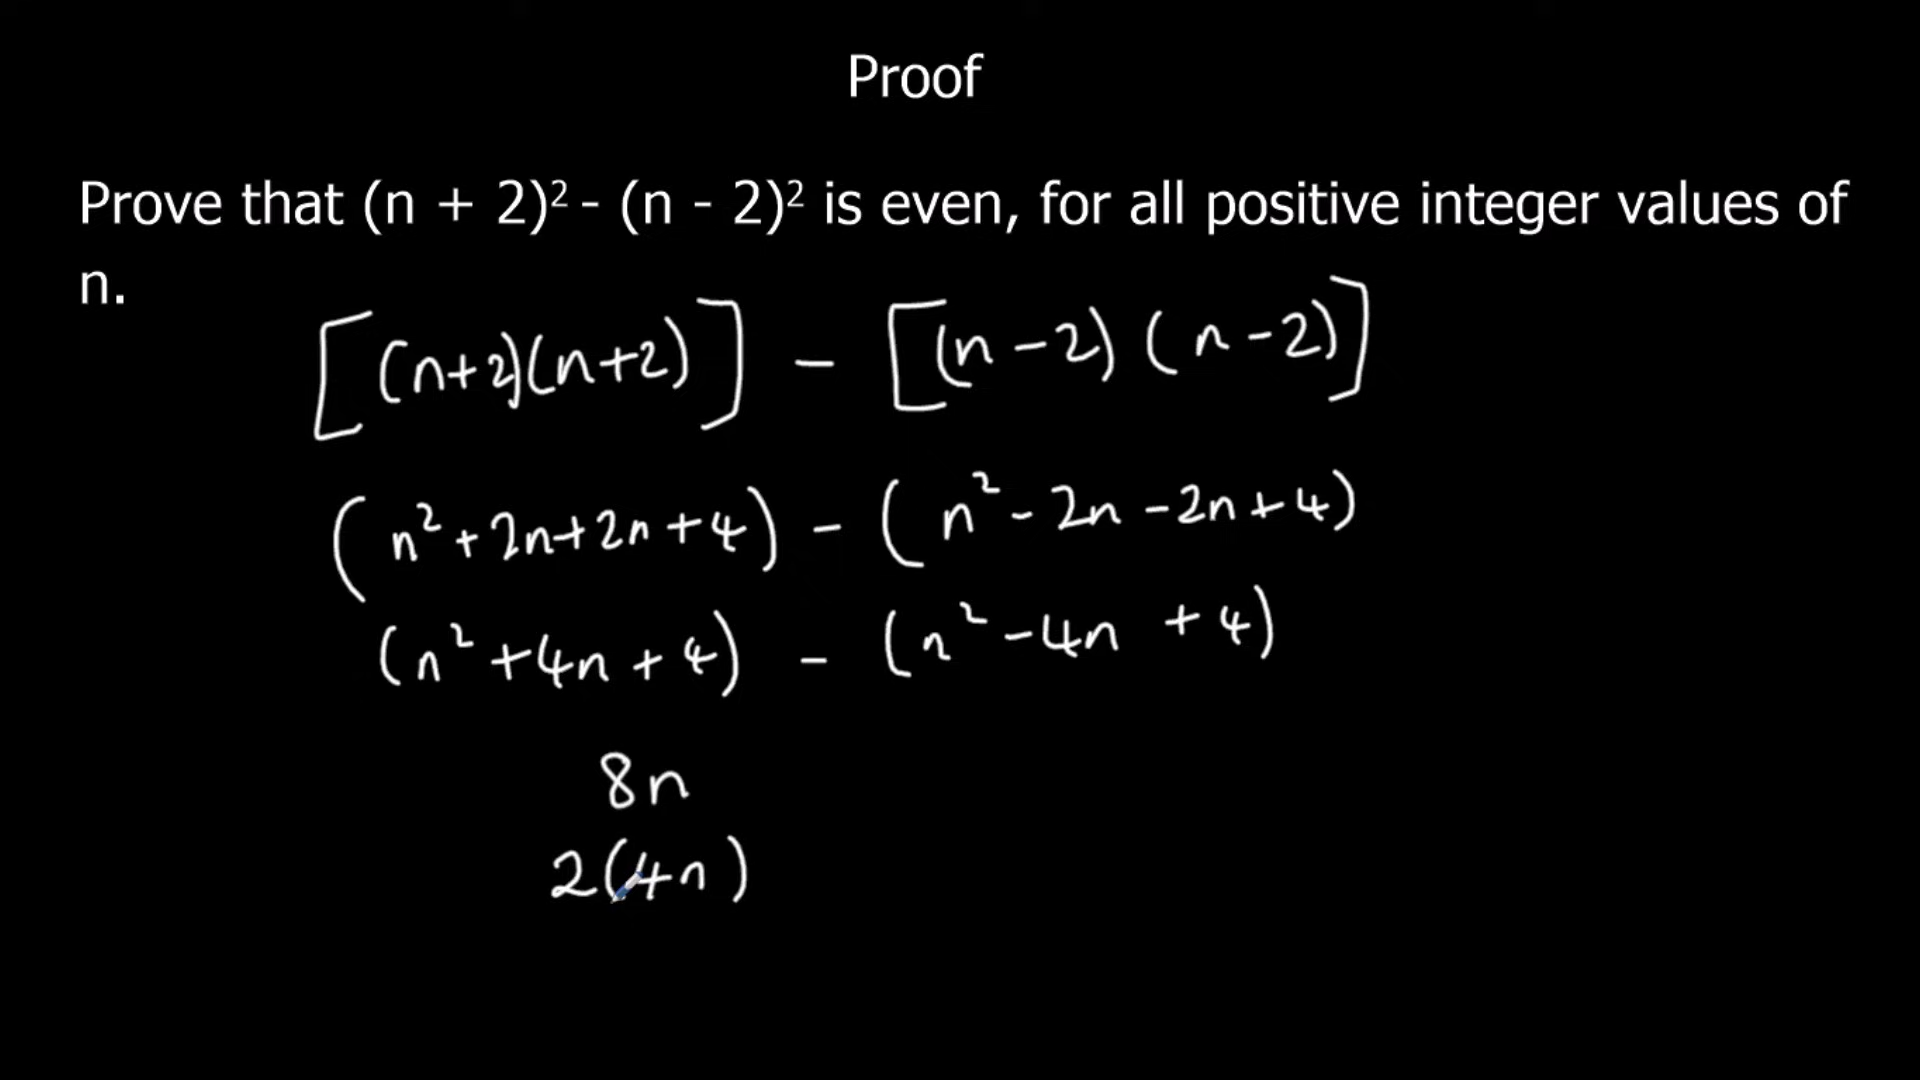 Proof
Prove that (n + 2)² - (n - 2)² is even, for all positive integer values of
n.
[(n+2)(n+2)] - [(n-2)(n-2)]
(n²+2n+2n+4) - (n²-2n-2n+4)
(n²+4n+4) - (n²-4n+4)
8n
2(4n)